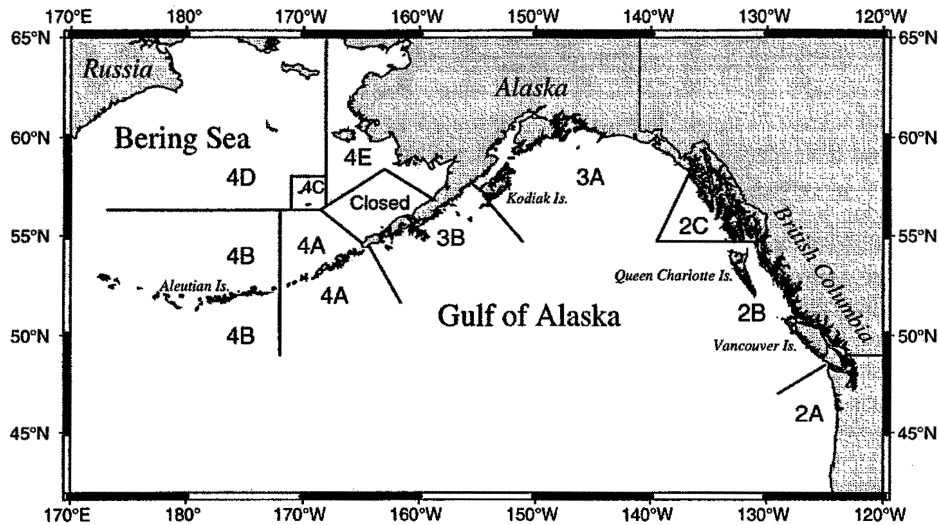 170°E 180° 170°W 160°W 150°W 140°W 130°W 120°W
65°N 65°N
Russia
Alaska
60°N 60°N
Bering Sea
4E
4D
4C
3A
Closed
Kodiak Is.
2C
British Columbia
55°N 55°N
4B
4A
3B
Aleutian Is.
4A
Queen Charlotte Is.
2B
Gulf of Alaska
50°N 50°N
4B
Vancouver Is.
2A
45°N 45°N
170°E 180° 170°W 160°W 150°W 140°W 130°W 120°W